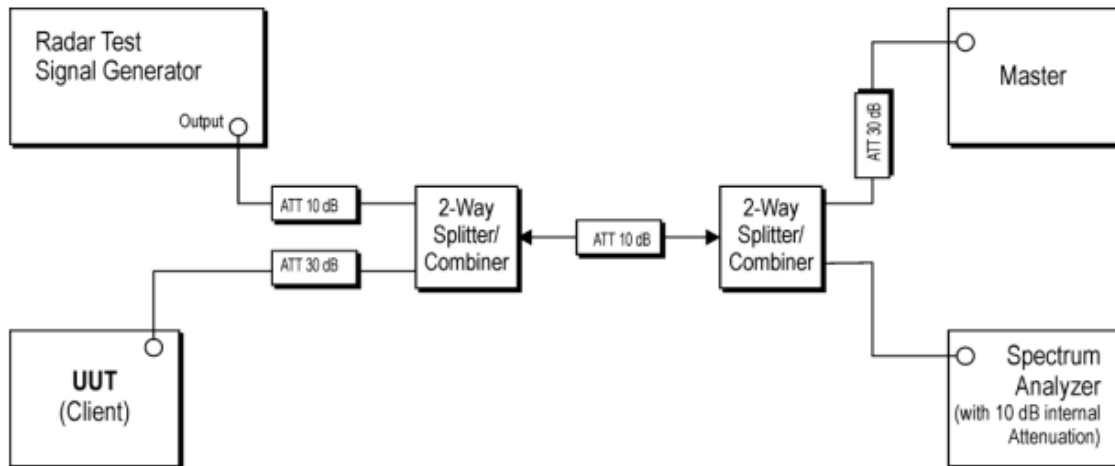 Radar Test
Signal Generator
Output
ATT 10 dB
ATT 30 dB
UUT
(Client)
2-Way
Splitter/
Combiner
ATT 10 dB
2-Way
Splitter/
Combiner
ATT 30 dB
Master
Spectrum
Analyzer
(with 10 dB internal
Attenuation)